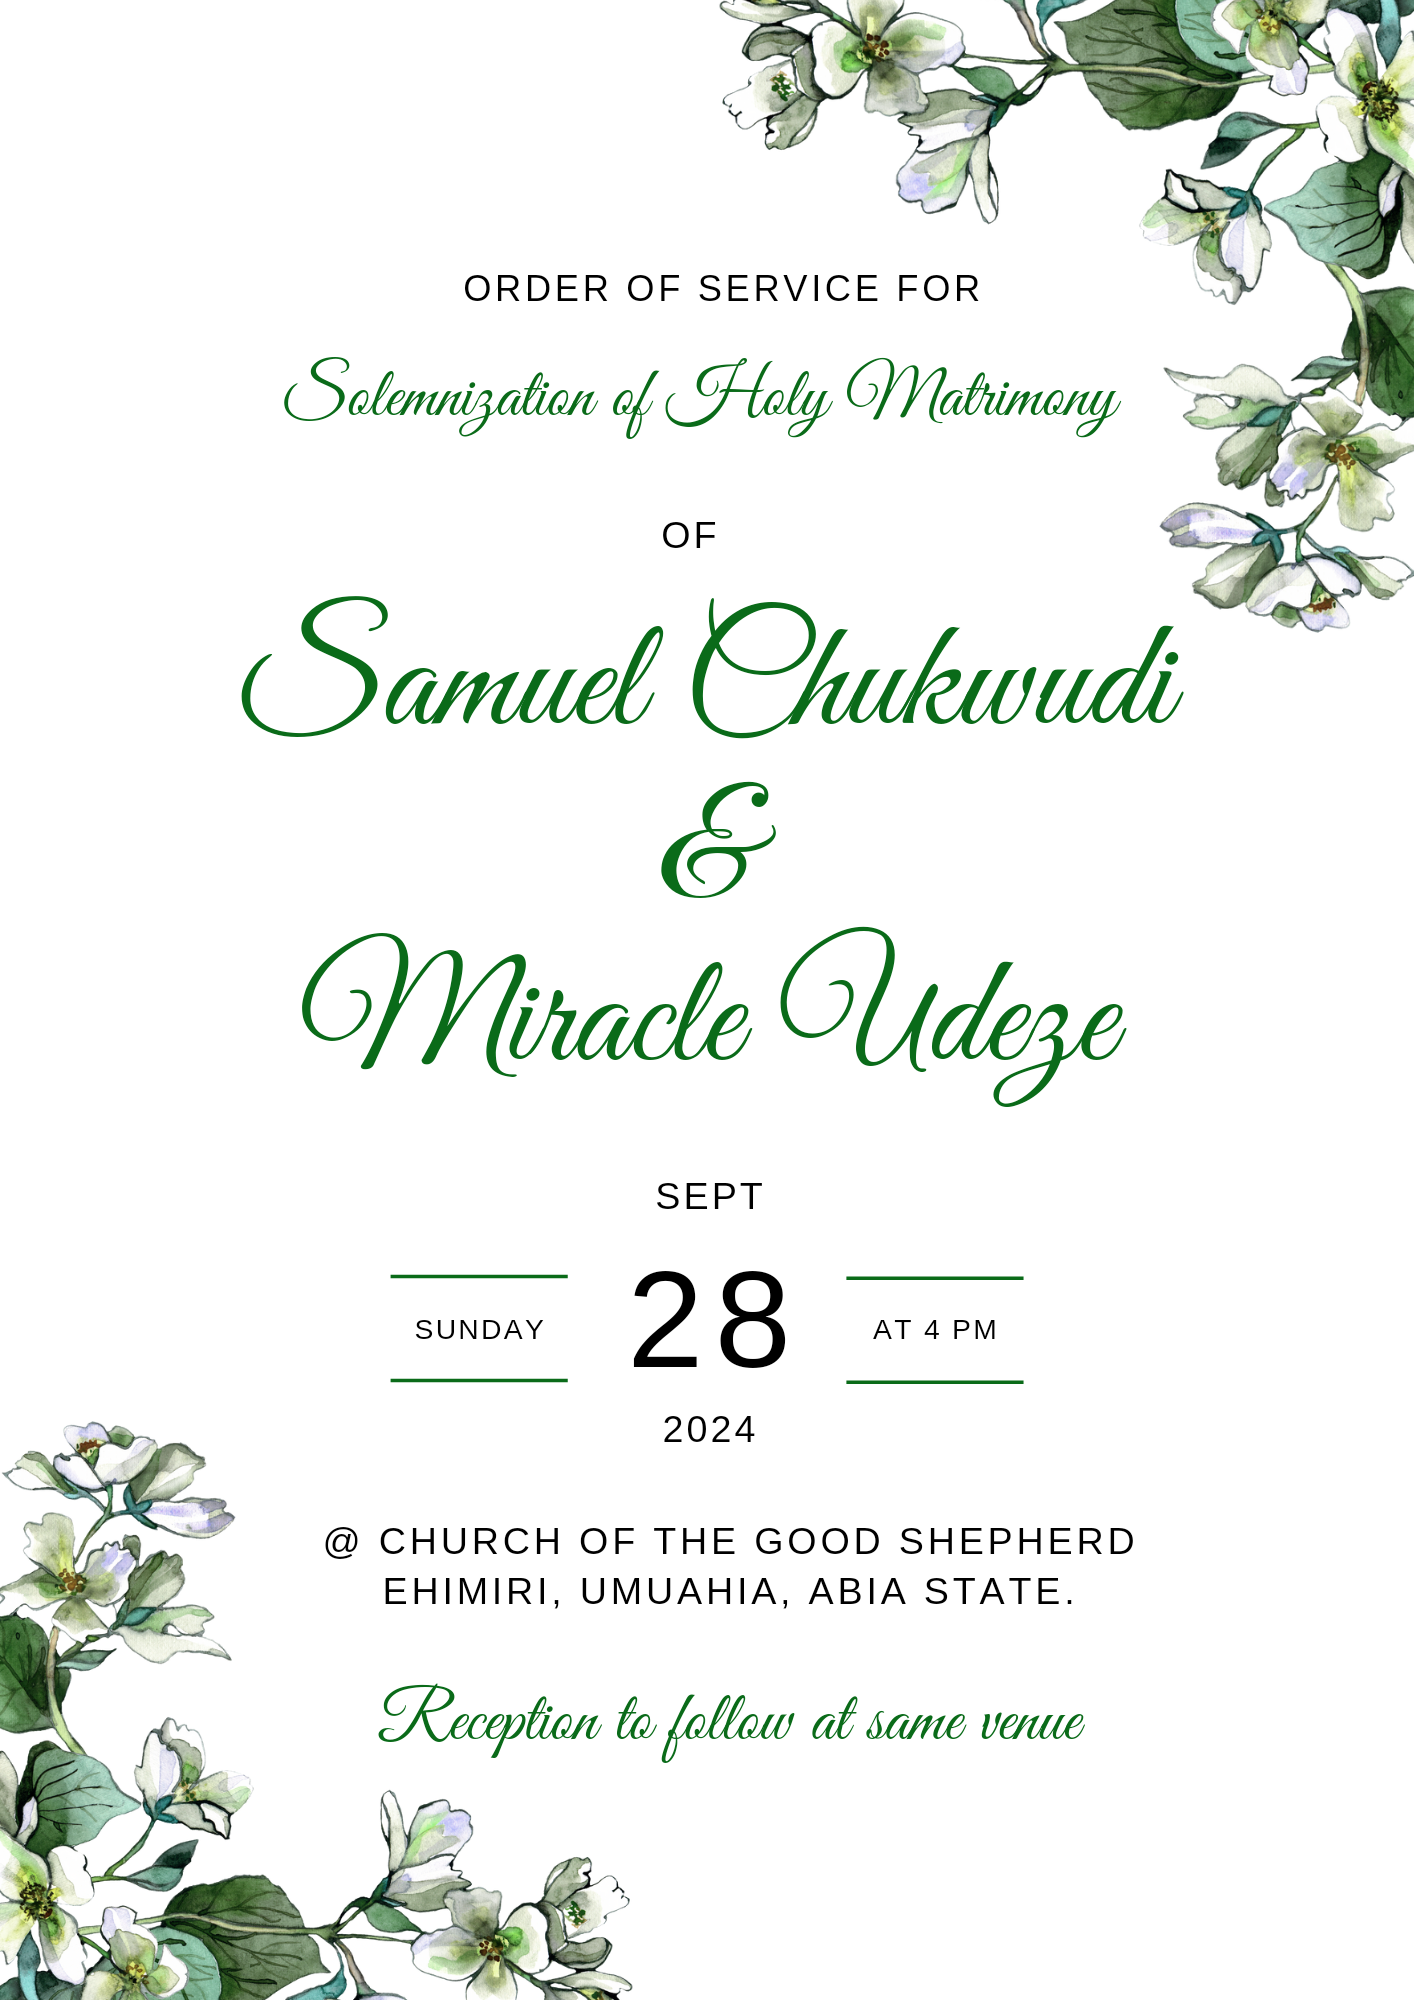 ORDER OF SERVICE FOR
Solemnization of Holy Matrimony
OF
Samuel Chukwudi
&
Miracle Udeze
SEPT
SUNDAY
28
AT 4 PM
2024
@ CHURCH OF THE GOOD SHEPHERD
EHIMIRI, UMUAHIA, ABIA STATE.
Reception to follow at same venue